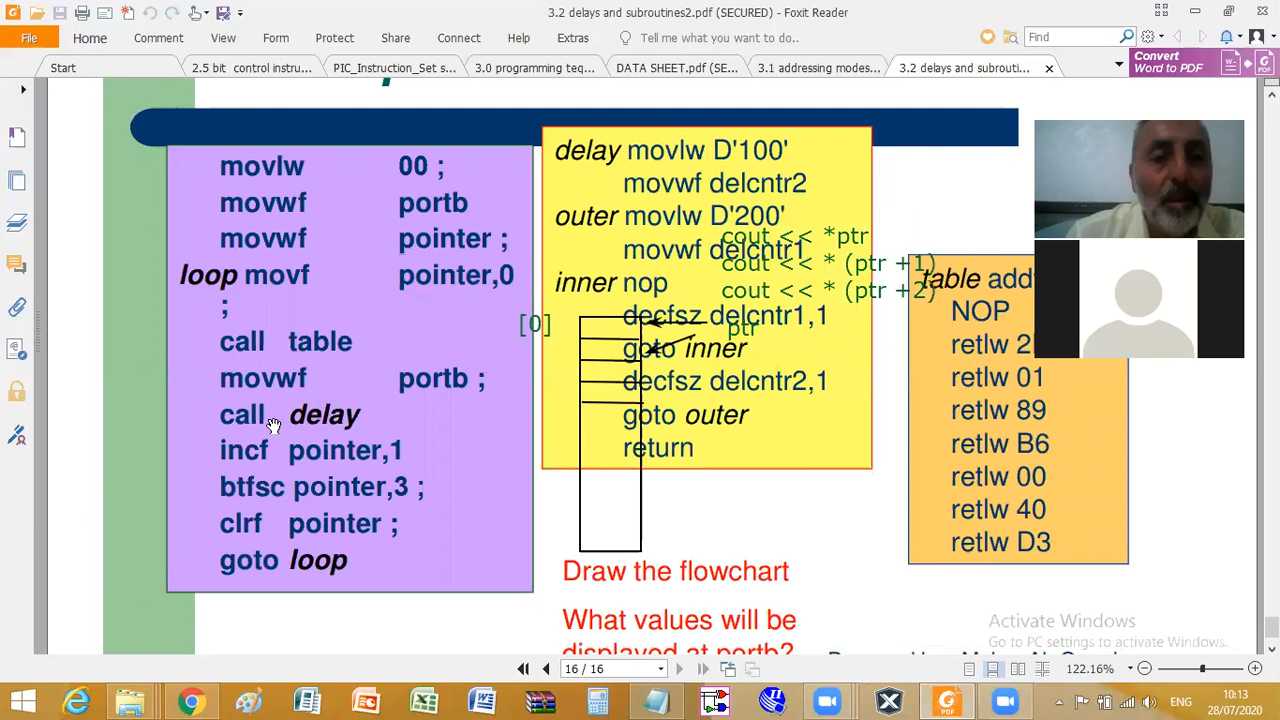 3.2 delays and subroutines2.pdf (SECURED) - Foxit Reader
File Home Comment View Form Protect Share Connect Help Extras Tell me what you want to do.. Find
Start 2.5 bit control instru... PIC_Instruction_Set s... .0 programming seq... DATA SHEET.pdf (SE... 3.1 addressing modes... 3.2 delays and subrouti...
Convert
Word to PDF
movlw 00 ;
movwf portb
movwf pointer ;
loop movf pointer,0
;
call table
movwf portb ;
call delay
incf pointer,1
btfsc pointer,3 ;
clrf pointer ;
goto loop
delay movlw D'100'
movwf delcntr2
outer movlw D'200'
movwf delcntr1
inner nop
decfsz delcntr1,1
goto inner
decfsz delcntr2,1
goto outer
return
cout << *ptr
cout << * (ptr +1)
cout << * (ptr +2)
[0]
ptr
table
NOP
retlw
retlw 01
retlw 89
retlw B6
retlw 00
retlw 40
retlw D3
Draw the flowchart
What values will be
displayed at portb?
Activate Windows
Go to PC settings to activate Windows.
16 / 16
122.16%
ENG
10:13
28/07/2020